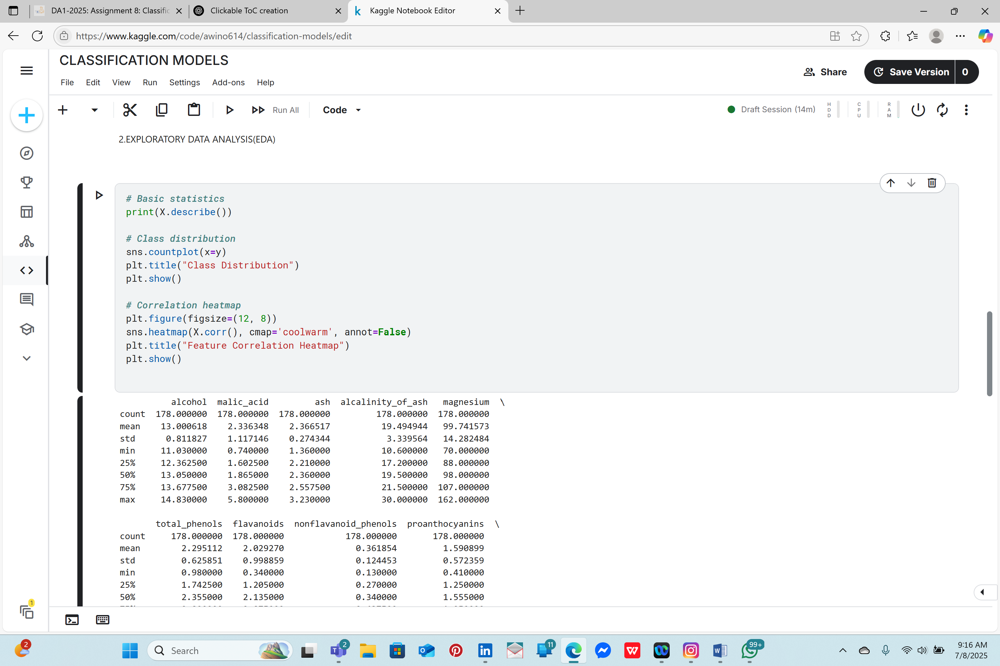 DA1-2025: Assignment 8: Classific
Clickable ToC creation
Kaggle Notebook Editor
https://www.kaggle.com/code/awino614/classification-models/edit
CLASSIFICATION MODELS
File Edit View Run Settings Add-ons Help
Share
Save Version 0
Run All
Code
Draft Session (14m)
HDD
CPU
RAM
2.EXPLORATORY DATA ANALYSIS(EDA)
# Basic statistics
print(X.describe())
# Class distribution
sns.countplot(x=y)
plt.title("Class Distribution")
plt.show()
# Correlation heatmap
plt.figure(figsize=(12, 8))
sns.heatmap(X.corr(), cmap='coolwarm', annot=False)
plt.title("Feature Correlation Heatmap")
plt.show()
alcohol malic_acid ash alcalinity_of_ash magnesium \
count 178.000000 178.000000 178.000000 178.000000 178.000000
mean 13.000618 2.336348 2.366517 19.494944 99.741573
std 0.811827 1.117146 0.274344 3.339564 14.282484
min 11.030000 0.740000 1.360000 10.600000 70.000000
25% 12.362500 1.602500 2.210000 17.200000 88.000000
50% 13.050000 1.865000 2.360000 19.500000 98.000000
75% 13.677500 3.082500 2.557500 21.500000 107.000000
max 14.830000 5.800000 3.230000 30.000000 162.000000
total_phenols flavanoids nonflavanoid_phenols proanthocyanins \
count 178.000000 178.000000 178.000000 178.000000
mean 2.295112 2.029270 0.361854 1.590899
std 0.625851 0.998859 0.124453 0.572359
min 0.980000 0.340000 0.130000 0.410000
25% 1.742500 1.205000 0.270000 1.250000
50% 2.355000 2.135000 0.340000 1.555000
1
2
Search
2
11
99+
9:16 AM
7/8/2025